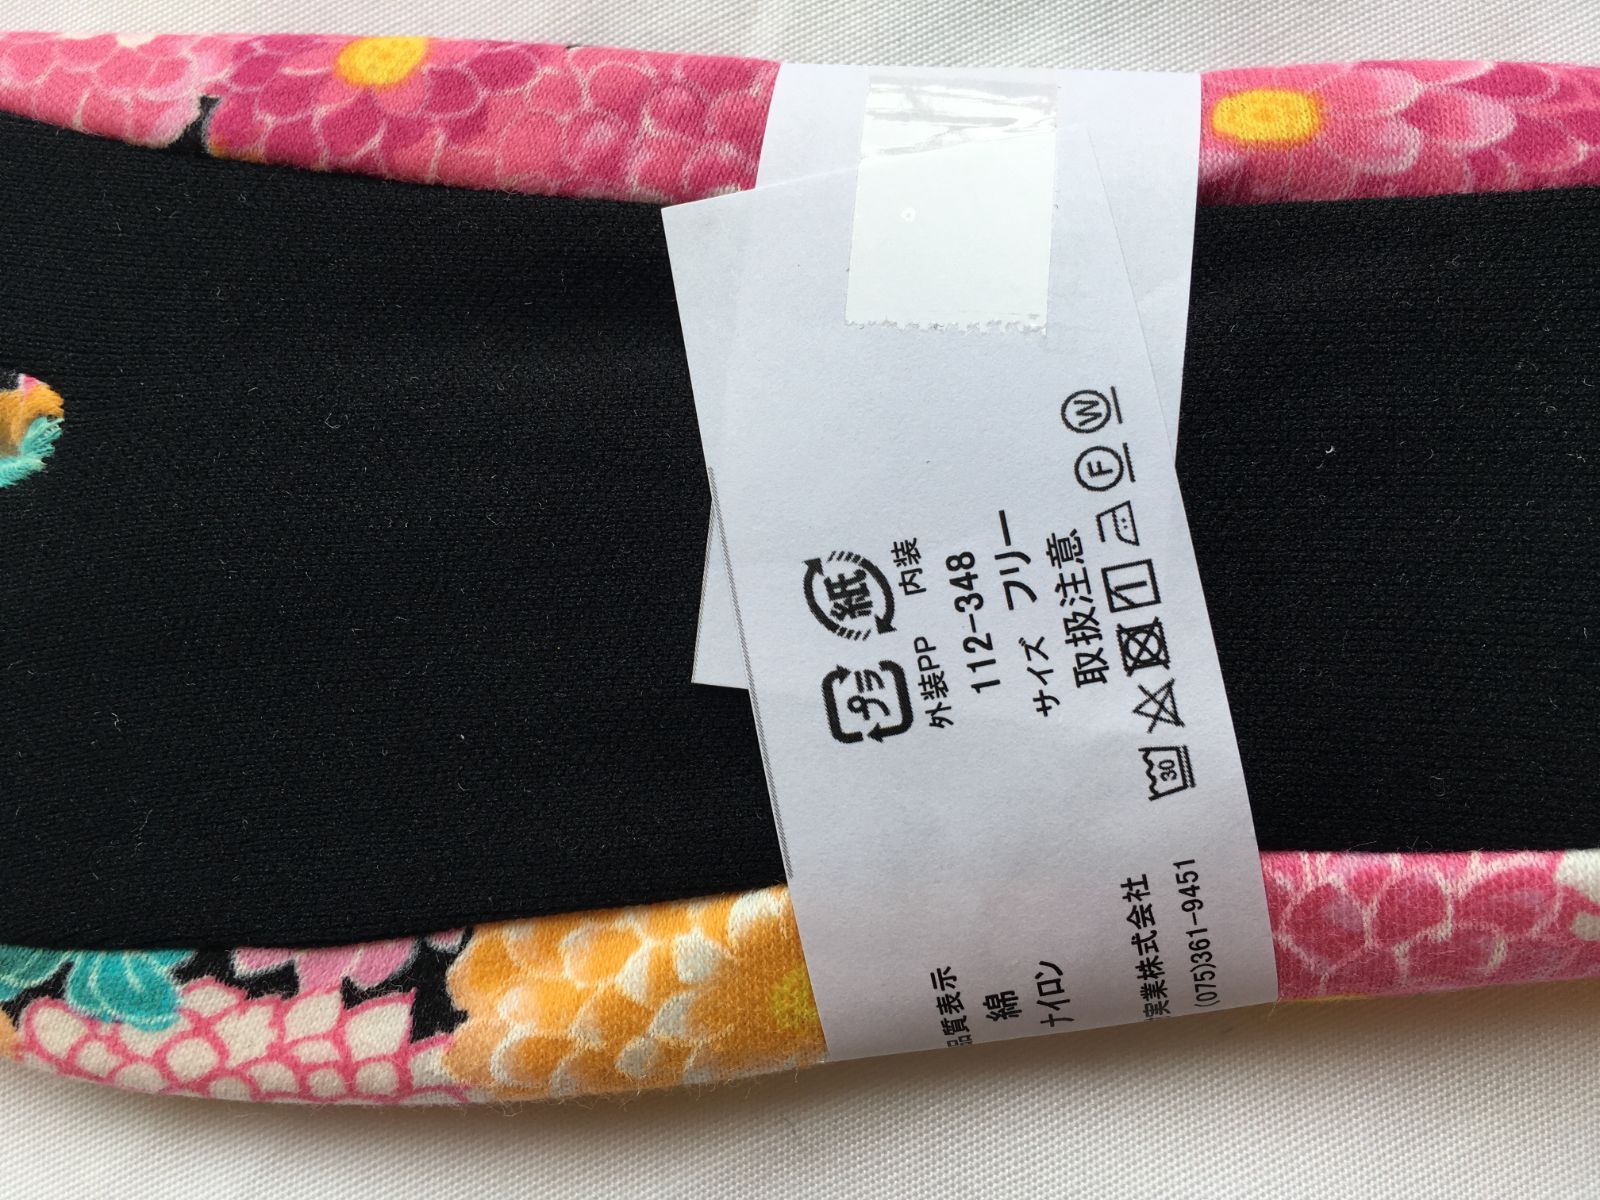 プラ 紙
外装PP 内装
112-348
サイズ フリー
取扱注意
30 F W
品質表示
綿
ナイロン
実業株式会社
(075)361-9451